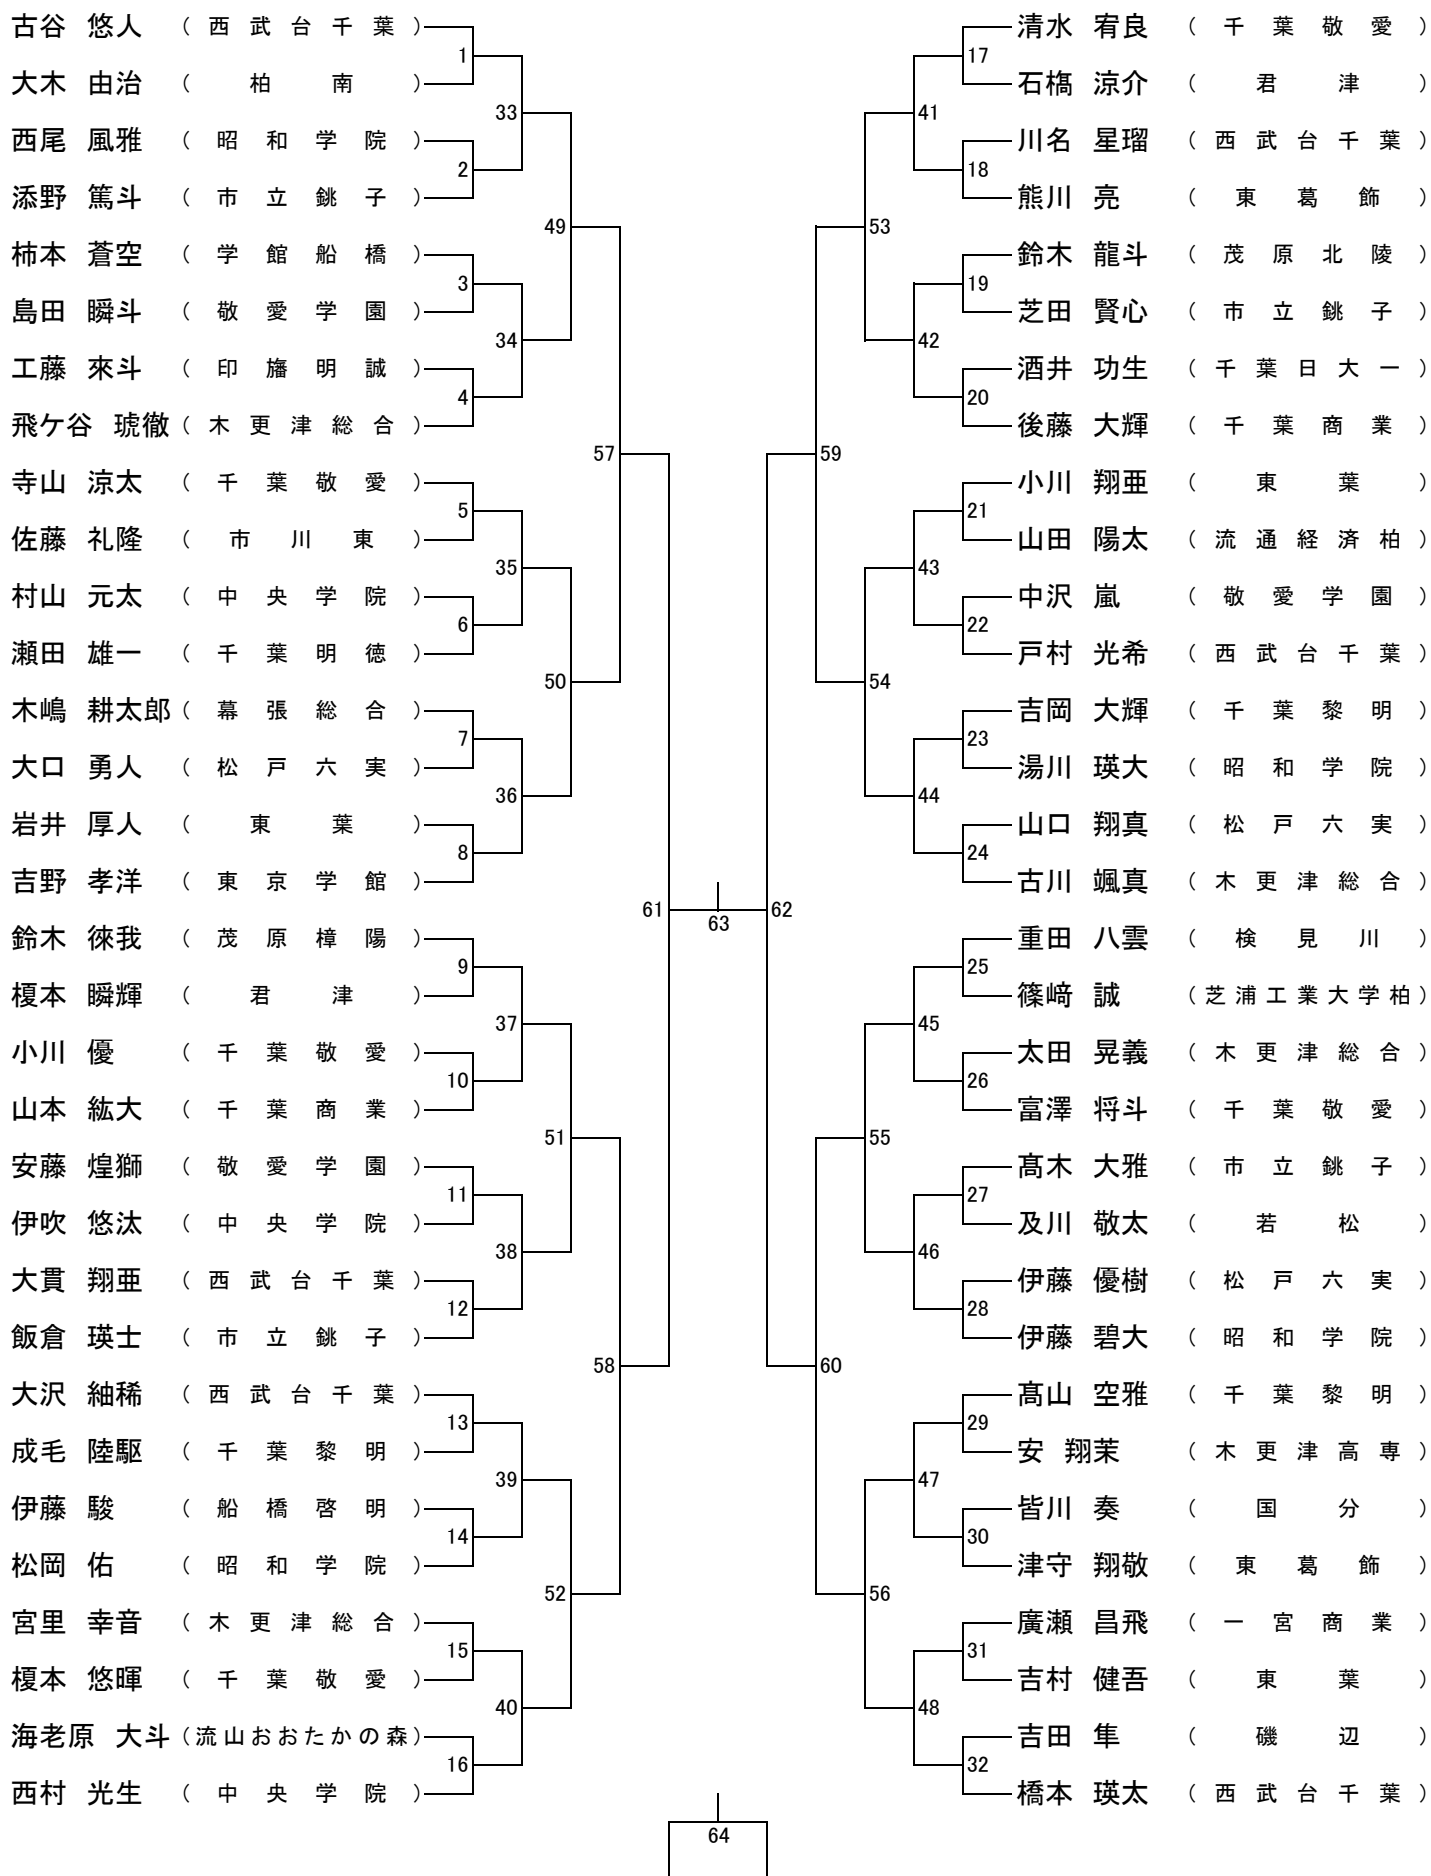 古谷 悠人 (西武台千葉)
1
大木 由治 (柏南)
33
西尾 風雅 (昭和学院)
2
添野 篤斗 (市立銚子)
49
柿本 蒼空 (学館船橋)
3
島田 瞬斗 (敬愛学園)
34
工藤 來斗 (印旛明誠)
4
飛ケ谷 琥徹 (木更津総合)
57
寺山 涼太 (千葉敬愛)
5
佐藤 礼隆 (市川東)
35
村山 元太 (中央学院)
6
瀬田 雄一 (千葉明徳)
50
木嶋 耕太郎 (幕張総合)
7
大口 勇人 (松戸六実)
36
岩井 厚人 (東葉)
8
吉野 孝洋 (東京学館)
61
鈴木 徠我 (茂原樟陽)
9
榎本 瞬輝 (君津)
37
小川 優 (千葉敬愛)
10
山本 紘大 (千葉商業)
51
安藤 煌獅 (敬愛学園)
11
伊吹 悠汰 (中央学院)
38
大貫 翔亜 (西武台千葉)
12
飯倉 瑛士 (市立銚子)
58
大沢 紬稀 (西武台千葉)
13
成毛 陸駆 (千葉黎明)
39
伊藤 駿 (船橋啓明)
14
松岡 佑 (昭和学院)
52
宮里 幸音 (木更津総合)
15
榎本 悠暉 (千葉敬愛)
40
海老原 大斗 (流山おおたかの森)
16
西村 光生 (中央学院)
63
64
清水 宥良 (千葉敬愛)
17
石橋 涼介 (君津)
41
川名 星瑠 (西武台千葉)
18
熊川 亮 (東葛飾)
53
鈴木 龍斗 (茂原北陵)
19
芝田 賢心 (市立銚子)
42
酒井 功生 (千葉日大一)
20
後藤 大輝 (千葉商業)
59
小川 翔亜 (東葉)
21
山田 陽太 (流通経済柏)
43
中沢 嵐 (敬愛学園)
22
戸村 光希 (西武台千葉)
54
吉岡 大輝 (千葉黎明)
23
湯川 瑛大 (昭和学院)
44
山口 翔真 (松戸六実)
24
古川 颯真 (木更津総合)
62
重田 八雲 (検見川)
25
篠﨑 誠 (芝浦工業大学柏)
45
太田 晃義 (木更津総合)
26
富澤 将斗 (千葉敬愛)
55
髙木 大雅 (市立銚子)
27
及川 敬太 (若松)
46
伊藤 優樹 (松戸六実)
28
伊藤 碧大 (昭和学院)
60
髙山 空雅 (千葉黎明)
29
安 翔茉 (木更津高専)
47
皆川 奏 (国分)
30
津守 翔敬 (東葛飾)
56
廣瀬 昌飛 (一宮商業)
31
吉村 健吾 (東葉)
48
吉田 隼 (磯辺)
32
橋本 瑛太 (西武台千葉)